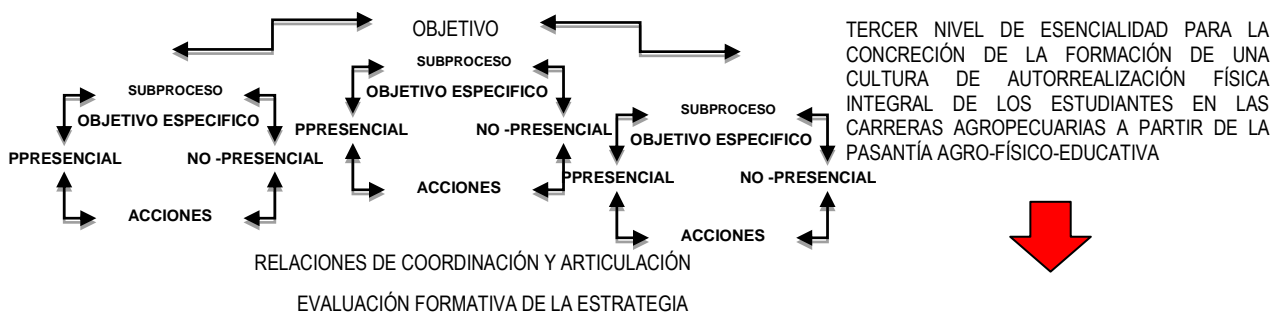 OBJETIVO
SUBPROCESO
OBJETIVO ESPECIFICO
PPRESENCIAL NO -PRESENCIAL
ACCIONES
SUBPROCESO
OBJETIVO ESPECIFICO
PPRESENCIAL NO -PRESENCIAL
ACCIONES
SUBPROCESO
OBJETIVO ESPECIFICO
PPRESENCIAL NO -PRESENCIAL
ACCIONES
RELACIONES DE COORDINACIÓN Y ARTICULACIÓN
EVALUACIÓN FORMATIVA DE LA ESTRATEGIA
TERCER NIVEL DE ESENCIALIDAD PARA LA
CONCRECIÓN DE LA FORMACIÓN DE UNA
CULTURA DE AUTORREALIZACIÓN FÍSICA
INTEGRAL DE LOS ESTUDIANTES EN LAS
CARRERAS AGROPECUARIAS A PARTIR DE LA
PASANTÍA AGRO-FÍSICO-EDUCATIVA